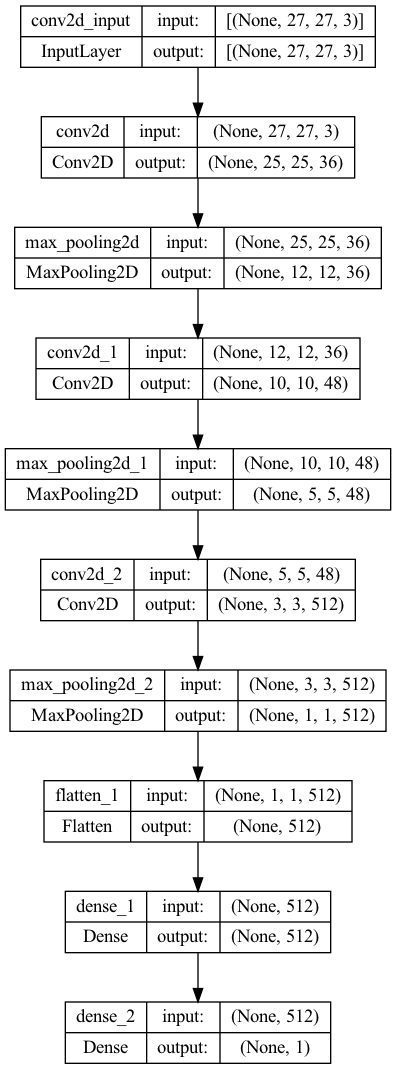 conv2d_input input: [(None, 27, 27, 3)]
InputLayer output: [(None, 27, 27, 3)]
conv2d input: (None, 27, 27, 3)
Conv2D output: (None, 25, 25, 36)
max_pooling2d input: (None, 25, 25, 36)
MaxPooling2D output: (None, 12, 12, 36)
conv2d_1 input: (None, 12, 12, 36)
Conv2D output: (None, 10, 10, 48)
max_pooling2d_1 input: (None, 10, 10, 48)
MaxPooling2D output: (None, 5, 5, 48)
conv2d_2 input: (None, 5, 5, 48)
Conv2D output: (None, 3, 3, 512)
max_pooling2d_2 input: (None, 3, 3, 512)
MaxPooling2D output: (None, 1, 1, 512)
flatten_1 input: (None, 1, 1, 512)
Flatten output: (None, 512)
dense_1 input: (None, 512)
Dense output: (None, 512)
dense_2 input: (None, 512)
Dense output: (None, 1)